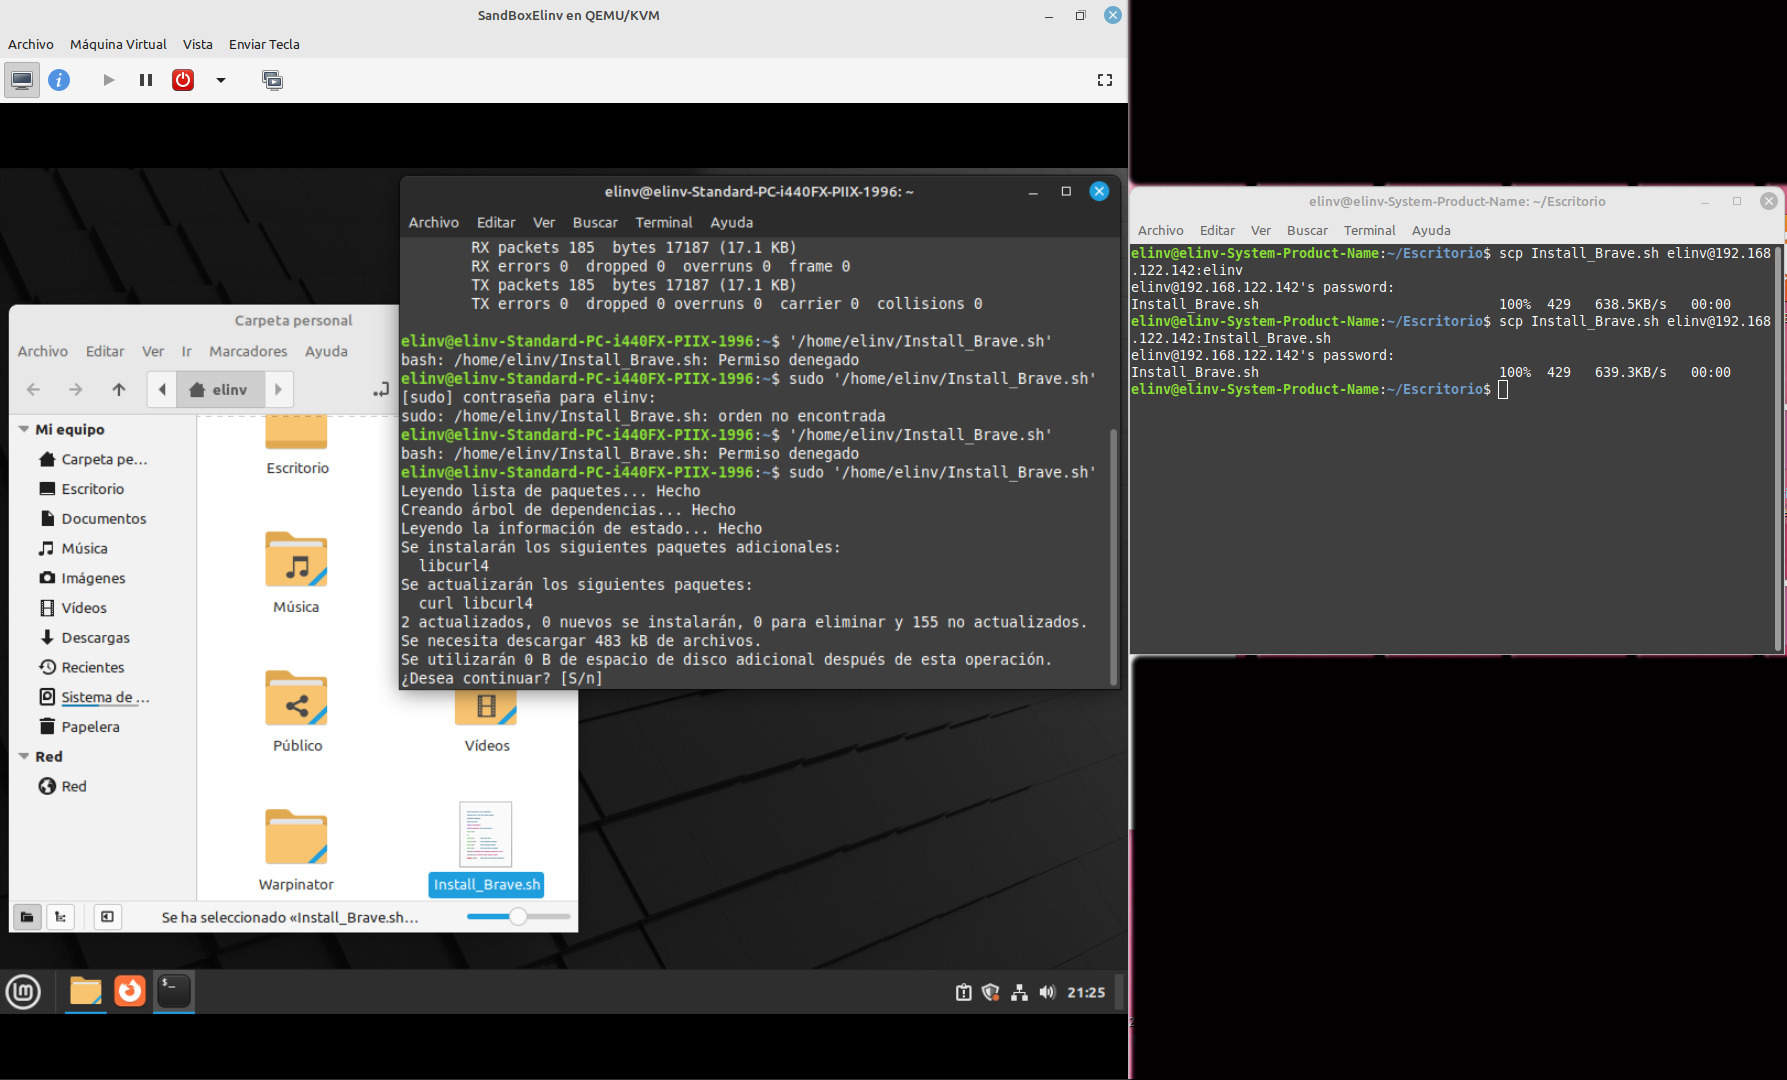 SandBoxElinv en QEMU/KVM
Archivo Máquina Virtual Vista Enviar Tecla
elinv@elinv-Standard-PC-i440FX-PIIX-1996: ~
Archivo Editar Ver Buscar Terminal Ayuda
RX packets 185 bytes 17187 (17.1 KB)
RX errors 0 dropped 0 overruns 0 frame 0
TX packets 185 bytes 17187 (17.1 KB)
TX errors 0 dropped 0 overruns 0 carrier 0 collisions 0
elinv@elinv-Standard-PC-i440FX-PIIX-1996:~$ '/home/elinv/Install_Brave.sh'
bash: /home/elinv/Install_Brave.sh: Permiso denegado
elinv@elinv-Standard-PC-i440FX-PIIX-1996:~$ sudo '/home/elinv/Install_Brave.sh'
[sudo] contraseña para elinv:
sudo: /home/elinv/Install_Brave.sh: orden no encontrada
elinv@elinv-Standard-PC-i440FX-PIIX-1996:~$ '/home/elinv/Install_Brave.sh'
bash: /home/elinv/Install_Brave.sh: Permiso denegado
elinv@elinv-Standard-PC-i440FX-PIIX-1996:~$ sudo '/home/elinv/Install_Brave.sh'
Leyendo lista de paquetes... Hecho
Creando árbol de dependencias... Hecho
Leyendo la información de estado... Hecho
Se instalarán los siguientes paquetes adicionales:
libcurl4
Se actualizarán los siguientes paquetes:
curl libcurl4
2 actualizados, 0 nuevos se instalarán, 0 para eliminar y 155 no actualizados.
Se necesita descargar 483 kB de archivos.
Se utilizarán 0 B de espacio de disco adicional después de esta operación.
¿Desea continuar? [S/n]
Carpeta personal
Archivo Editar Ver Ir Marcadores Ayuda
elinv
Mi equipo
Carpeta pe...
Escritorio
Documentos
Música
Imágenes
Vídeos
Descargas
Recientes
Sistema de ...
Papelera
Red
Red
Escritorio
Música
Público
Vídeos
Warpinator
Install_Brave.sh
Se ha seleccionado «Install_Brave.sh...
21:25
elinv@elinv-System-Product-Name: ~/Escritorio
Archivo Editar Ver Buscar Terminal Ayuda
elinv@elinv-System-Product-Name:~/Escritorio$ scp Install_Brave.sh elinv@192.168
.122.142:elinv
elinv@192.168.122.142's password:
Install_Brave.sh 100% 429 638.5KB/s 00:00
elinv@elinv-System-Product-Name:~/Escritorio$ scp Install_Brave.sh elinv@192.168
.122.142:Install_Brave.sh
elinv@192.168.122.142's password:
Install_Brave.sh 100% 429 639.3KB/s 00:00
elinv@elinv-System-Product-Name:~/Escritorio$